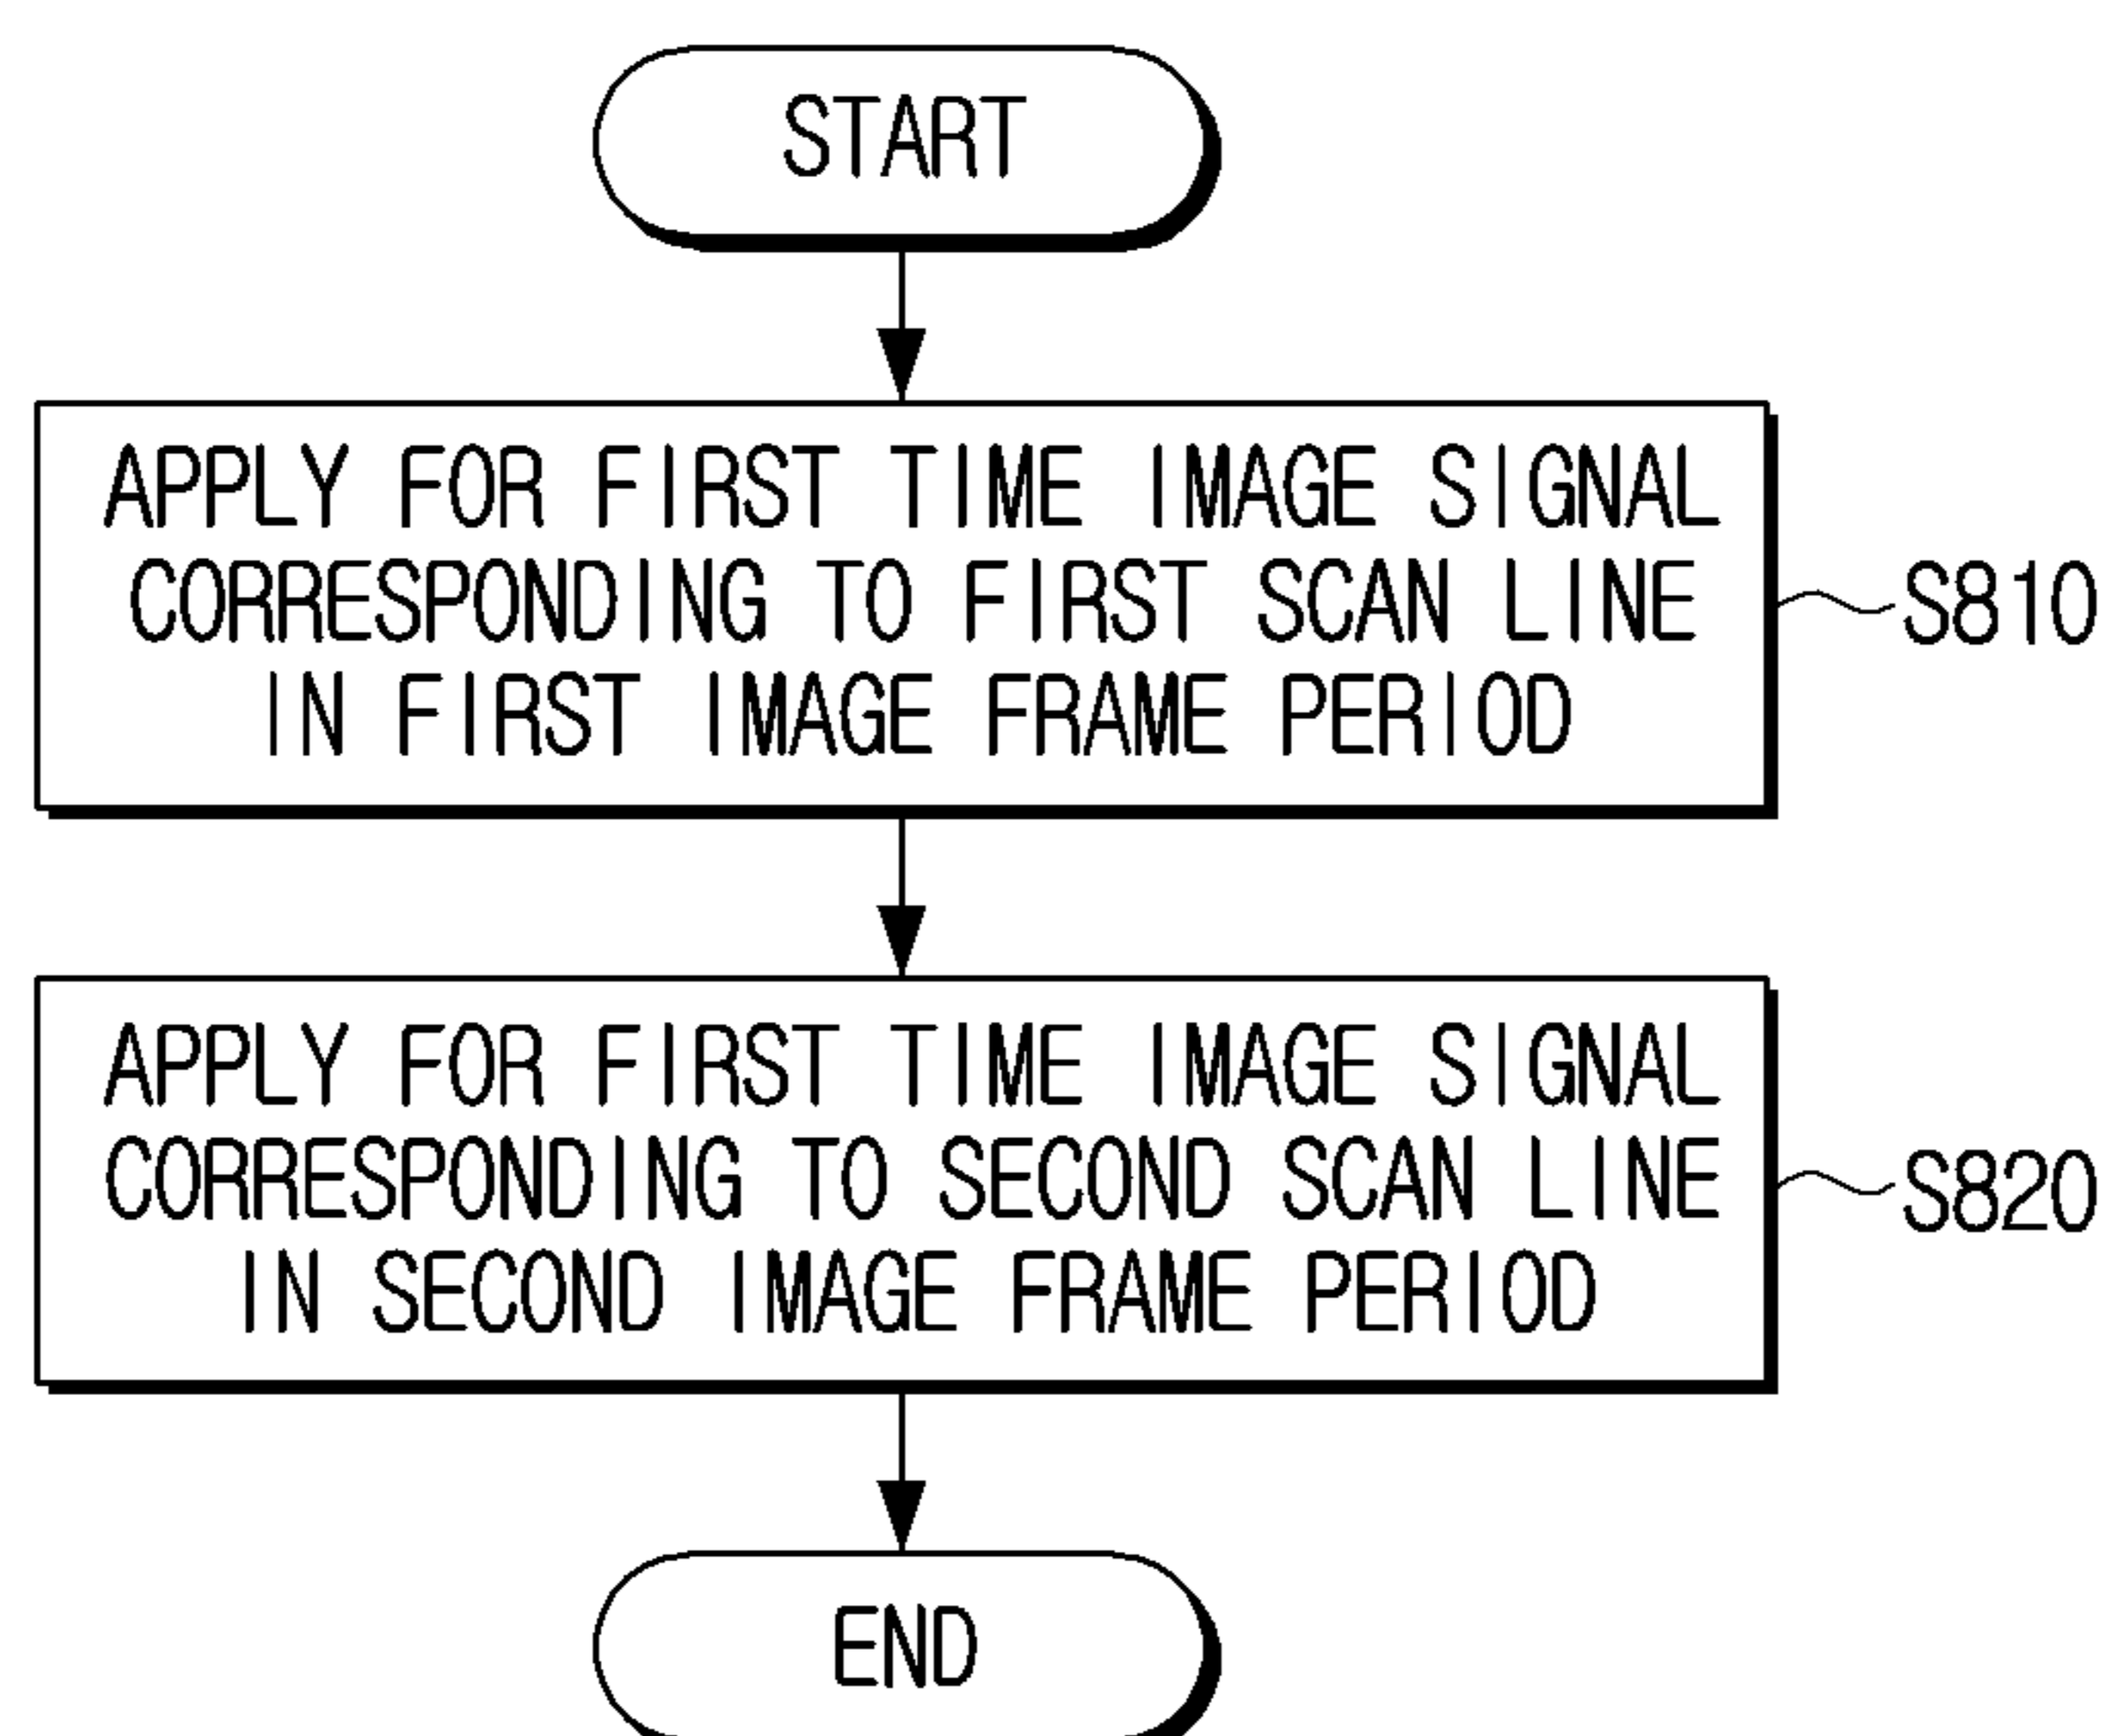 START
APPLY FOR FIRST TIME IMAGE SIGNAL
CORRESPONDING TO FIRST SCAN LINE
IN FIRST IMAGE FRAME PERIOD
S810
APPLY FOR FIRST TIME IMAGE SIGNAL
CORRESPONDING TO SECOND SCAN LINE
IN SECOND IMAGE FRAME PERIOD
S820
END